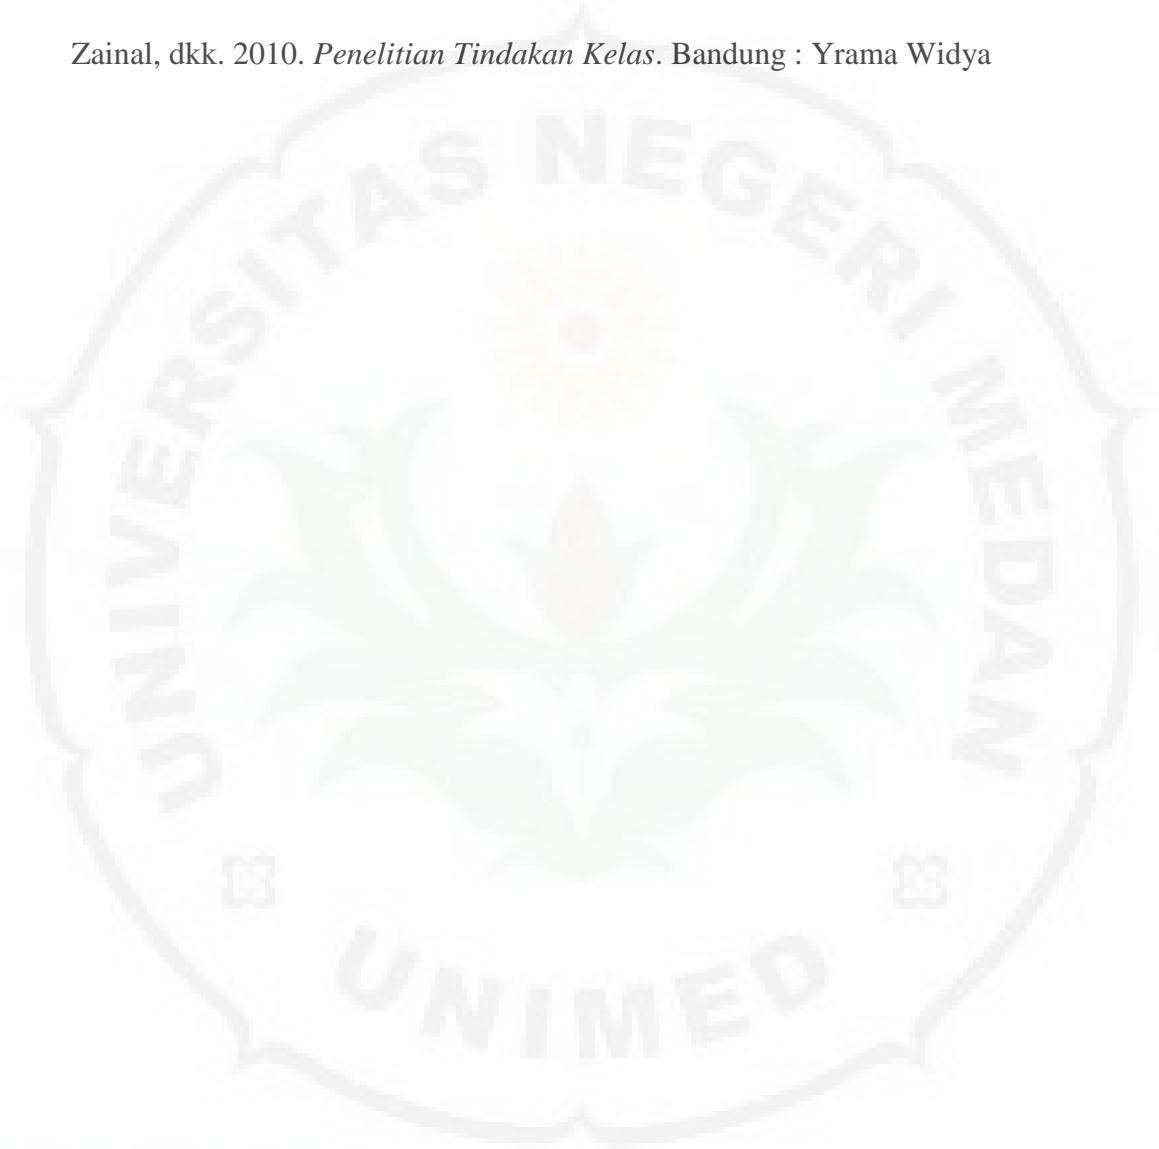 Zainal, dkk. 2010. Penelitian Tindakan Kelas. Bandung : Yrama Widya
UNIVERSITAS NEGERI MEDAN
UNIMED